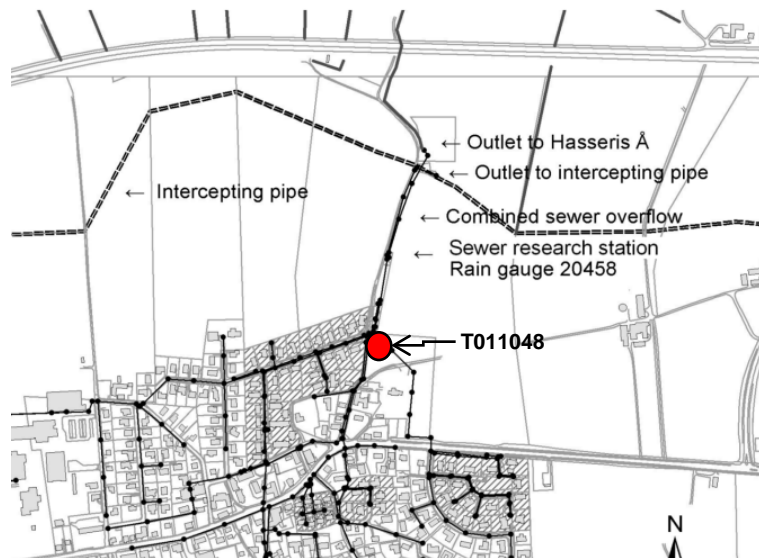 ← Outlet to Hasseris Å
← Outlet to intercepting pipe
← Intercepting pipe
← Combined sewer overflow
← Sewer research station
Rain gauge 20458
T011048
N